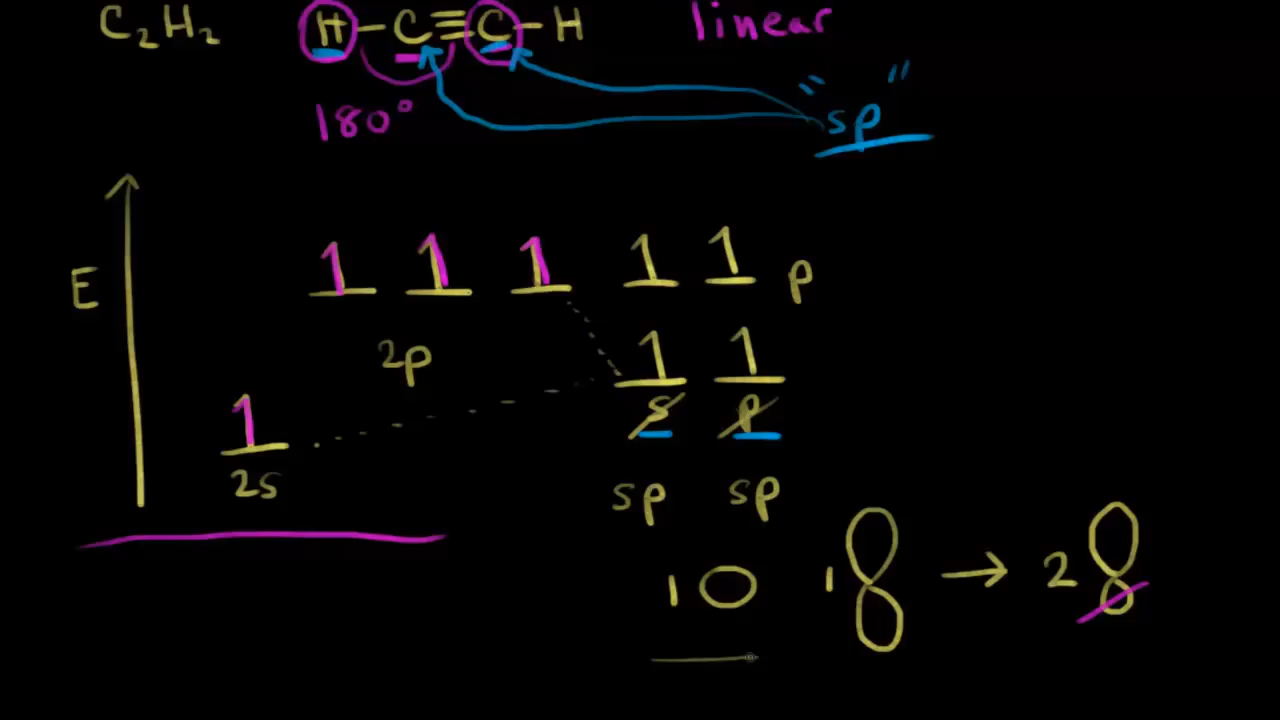 C₂H₂ H–C≡C–H linear
180° "sp"
E 1 1 1 1 1 p
2p 1 1
1 s p
2s sp sp
1 1 → 2